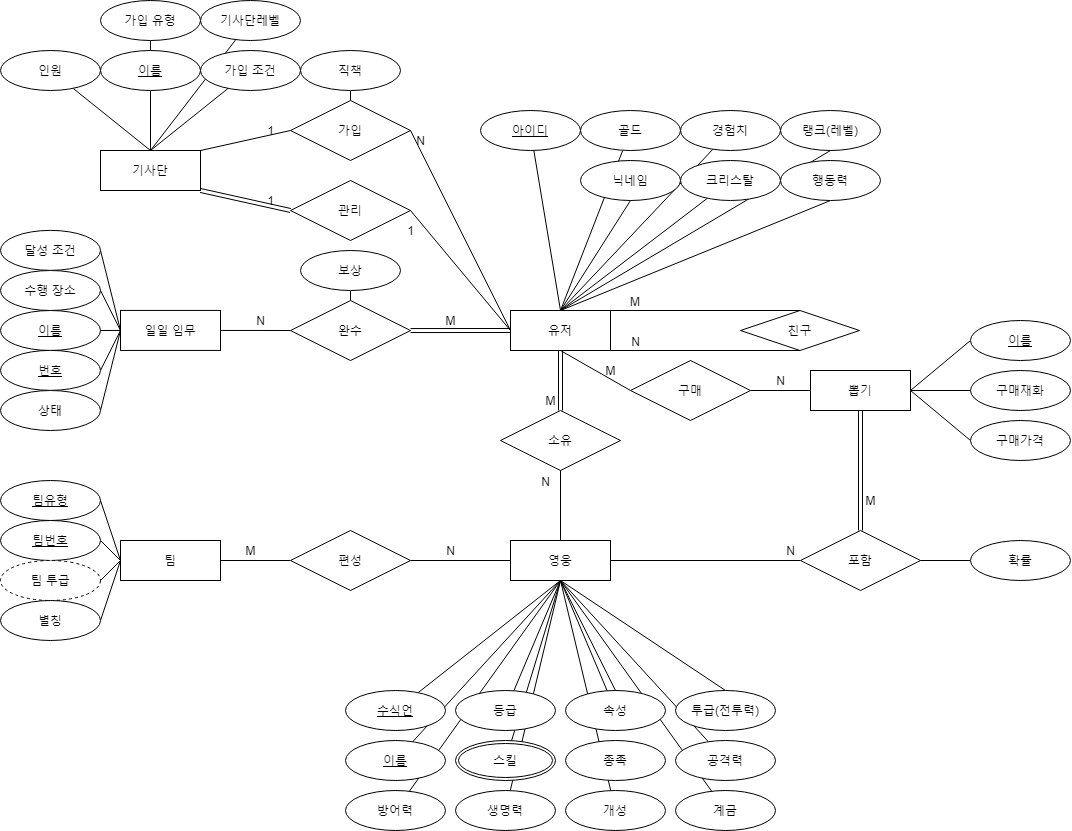 가입 유형
기사단레벨
인원
이름
가입 조건
직책
1
가입
N
기사단
1
관리
1
아이디
골드
경험치
랭크(레벨)
닉네임
크리스탈
행동력
달성 조건
수행 장소
이름
번호
상태
일일 임무
N
보상
완수
M
유저
M
N
친구
M
구매
N
뽑기
이름
구매재화
구매가격
M
소유
N
M
팀유형
팀번호
팀 투급
별칭
팀
M
편성
N
영웅
N
포함
확률
수식언
등급
속성
투급(전투력)
이름
스킬
종족
공격력
방어력
생명력
개성
계금